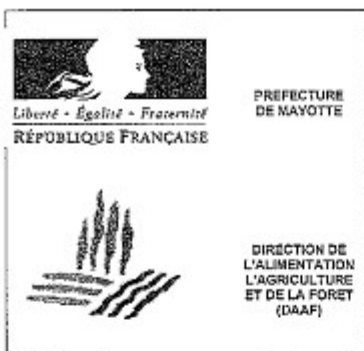 PREFECTURE
DE MAYOTTE
Liberté • Égalité • Fraternité
RÉPUBLIQUE FRANÇAISE
DIRECTION DE
L'ALIMENTATION
L'AGRICULTURE
ET DE LA FORET
(DAAF)